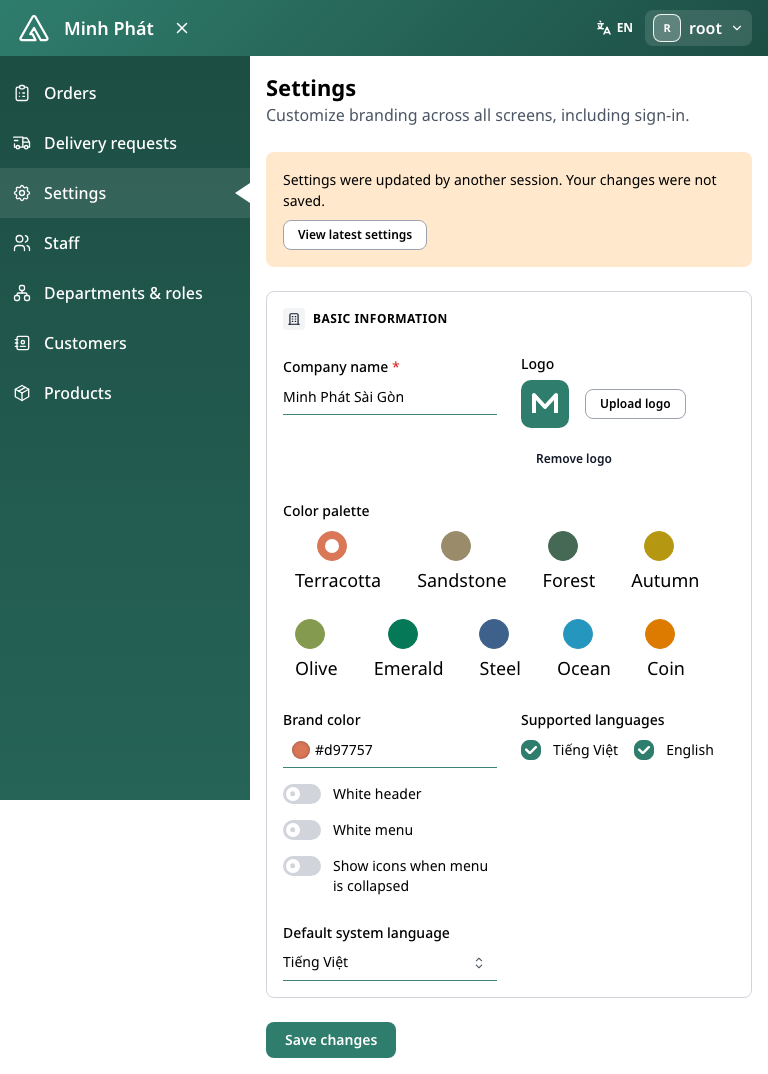 Minh Phát
EN
R
root
Orders
Delivery requests
Settings
Staff
Departments & roles
Customers
Products
Settings
Customize branding across all screens, including sign-in.
Settings were updated by another session. Your changes were not
saved.
View latest settings
BASIC INFORMATION
Company name *
Minh Phát Sài Gòn
Logo
Upload logo
Remove logo
Color palette
Terracotta
Sandstone
Forest
Autumn
Olive
Emerald
Steel
Ocean
Coin
Brand color
#d97757
Supported languages
Tiếng Việt
English
White header
White menu
Show icons when menu
is collapsed
Default system language
Tiếng Việt
Save changes